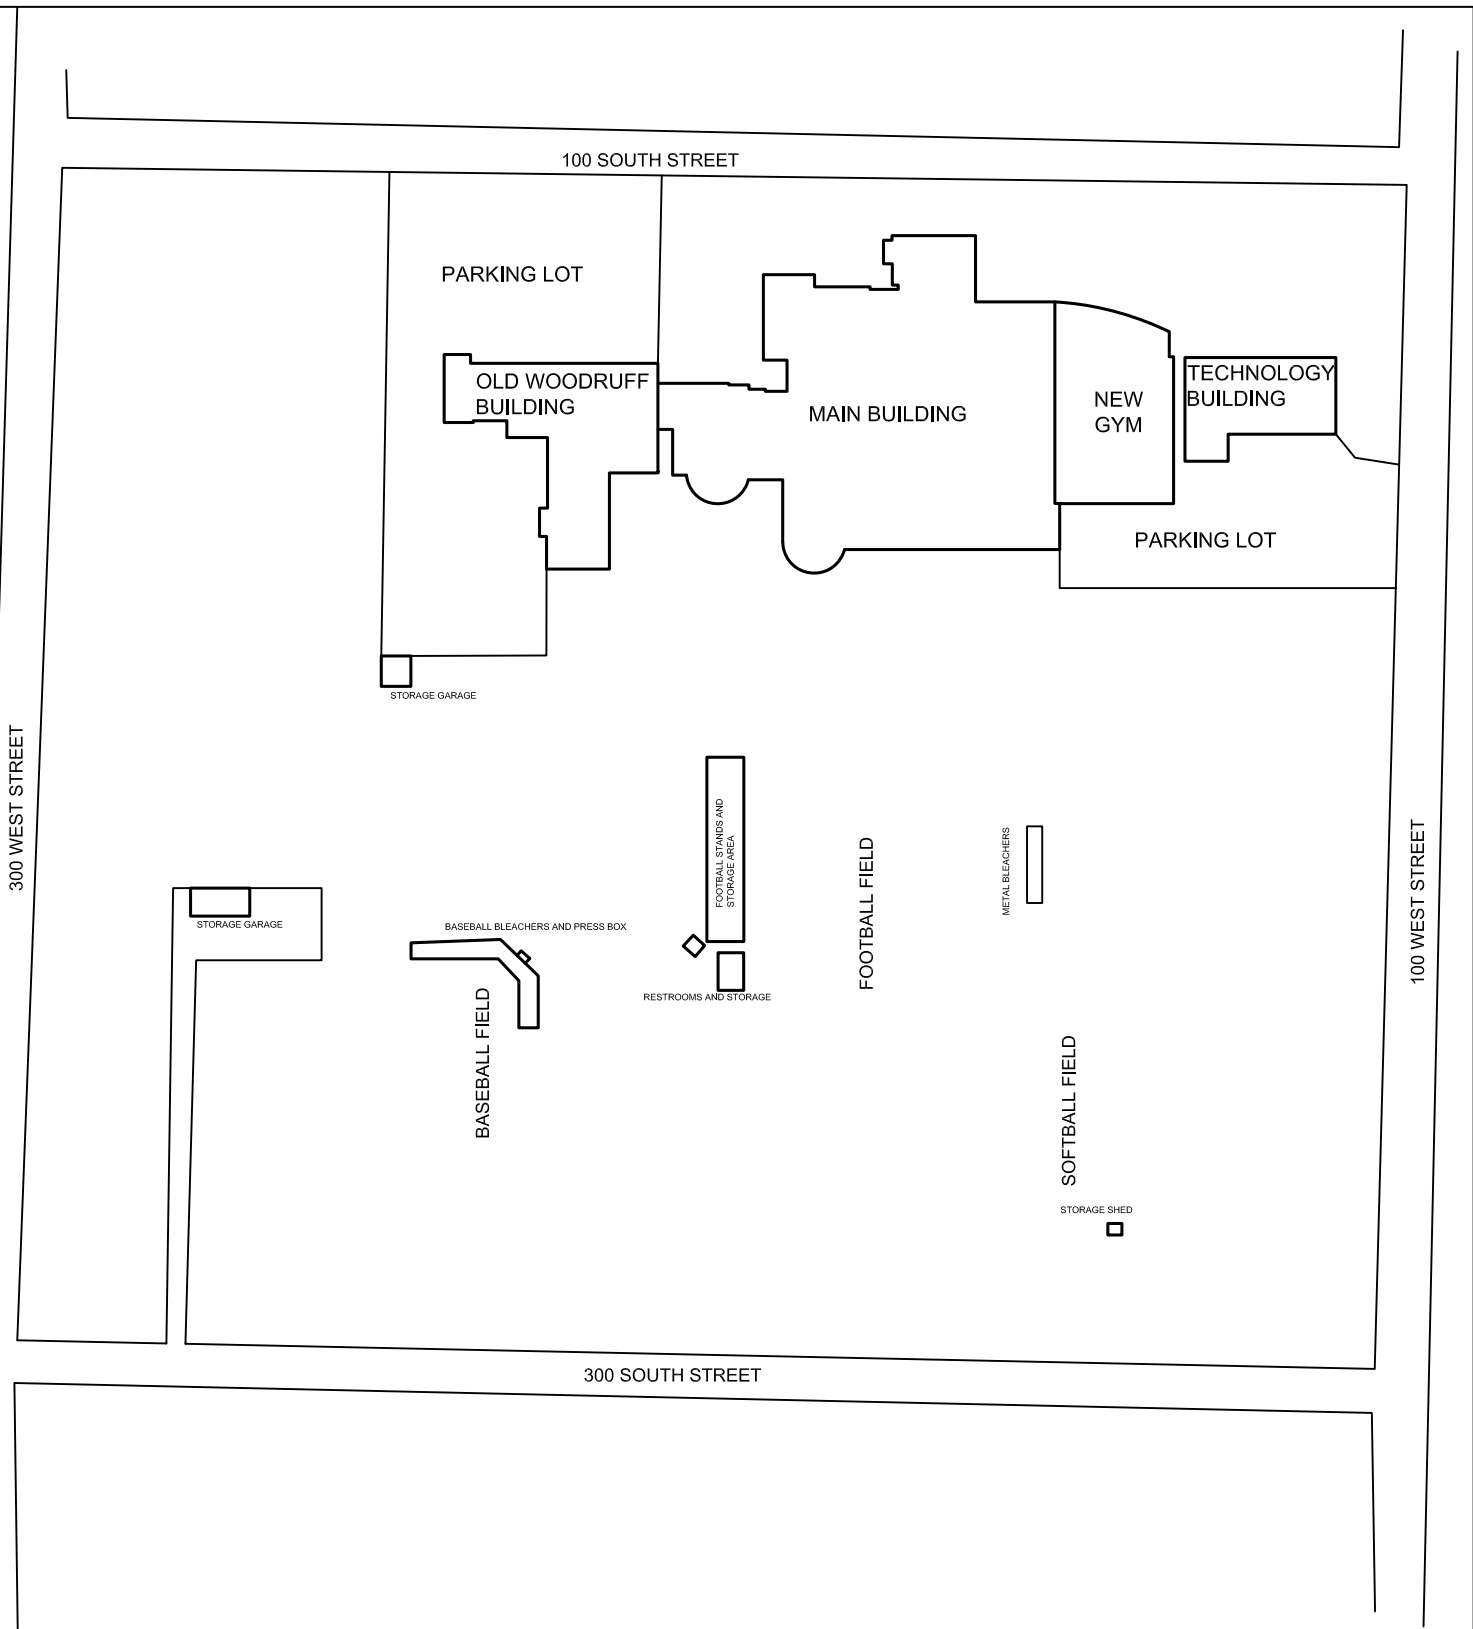 100 SOUTH STREET
PARKING LOT
OLD WOODRUFF
BUILDING
MAIN BUILDING
NEW
GYM
TECHNOLOGY
BUILDING
PARKING LOT
STORAGE GARAGE
300 WEST STREET
FOOTBALL STANDS AND
STORAGE AREA
FOOTBALL FIELD
METAL BLEACHERS
100 WEST STREET
STORAGE GARAGE
BASEBALL BLEACHERS AND PRESS BOX
RESTROOMS AND STORAGE
BASEBALL FIELD
SOFTBALL FIELD
STORAGE SHED
300 SOUTH STREET